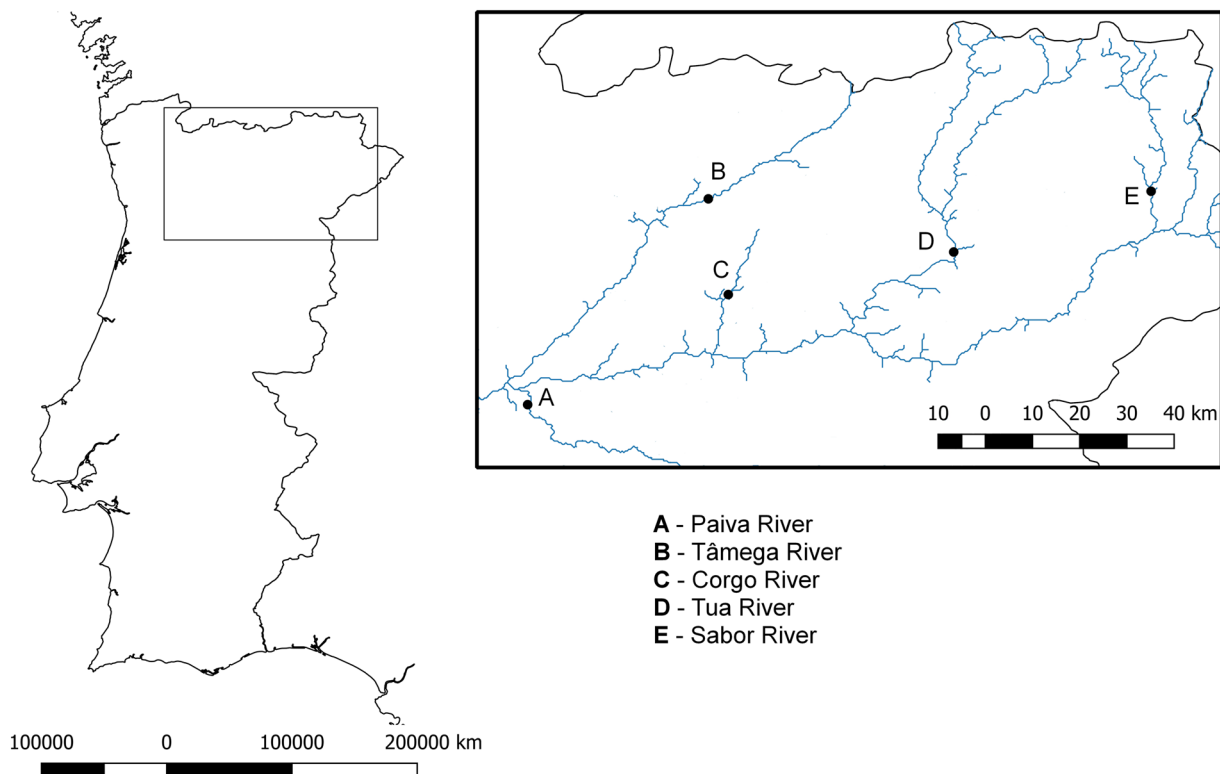 B
E
D
C
A
10 0 10 20 30 40 km
A - Paiva River
B - Tâmega River
C - Corgo River
D - Tua River
E - Sabor River
100000 0 100000 200000 km